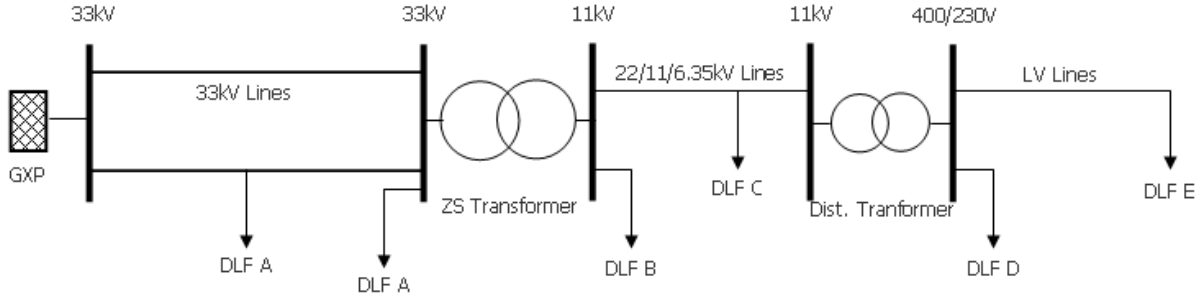 33kV
33kV
11kV
11kV
400/230V
33kV Lines
22/11/6.35kV Lines
LV Lines
GXP
ZS Transformer
Dist. Tranformer
DLF A
DLF A
DLF B
DLF C
DLF D
DLF E